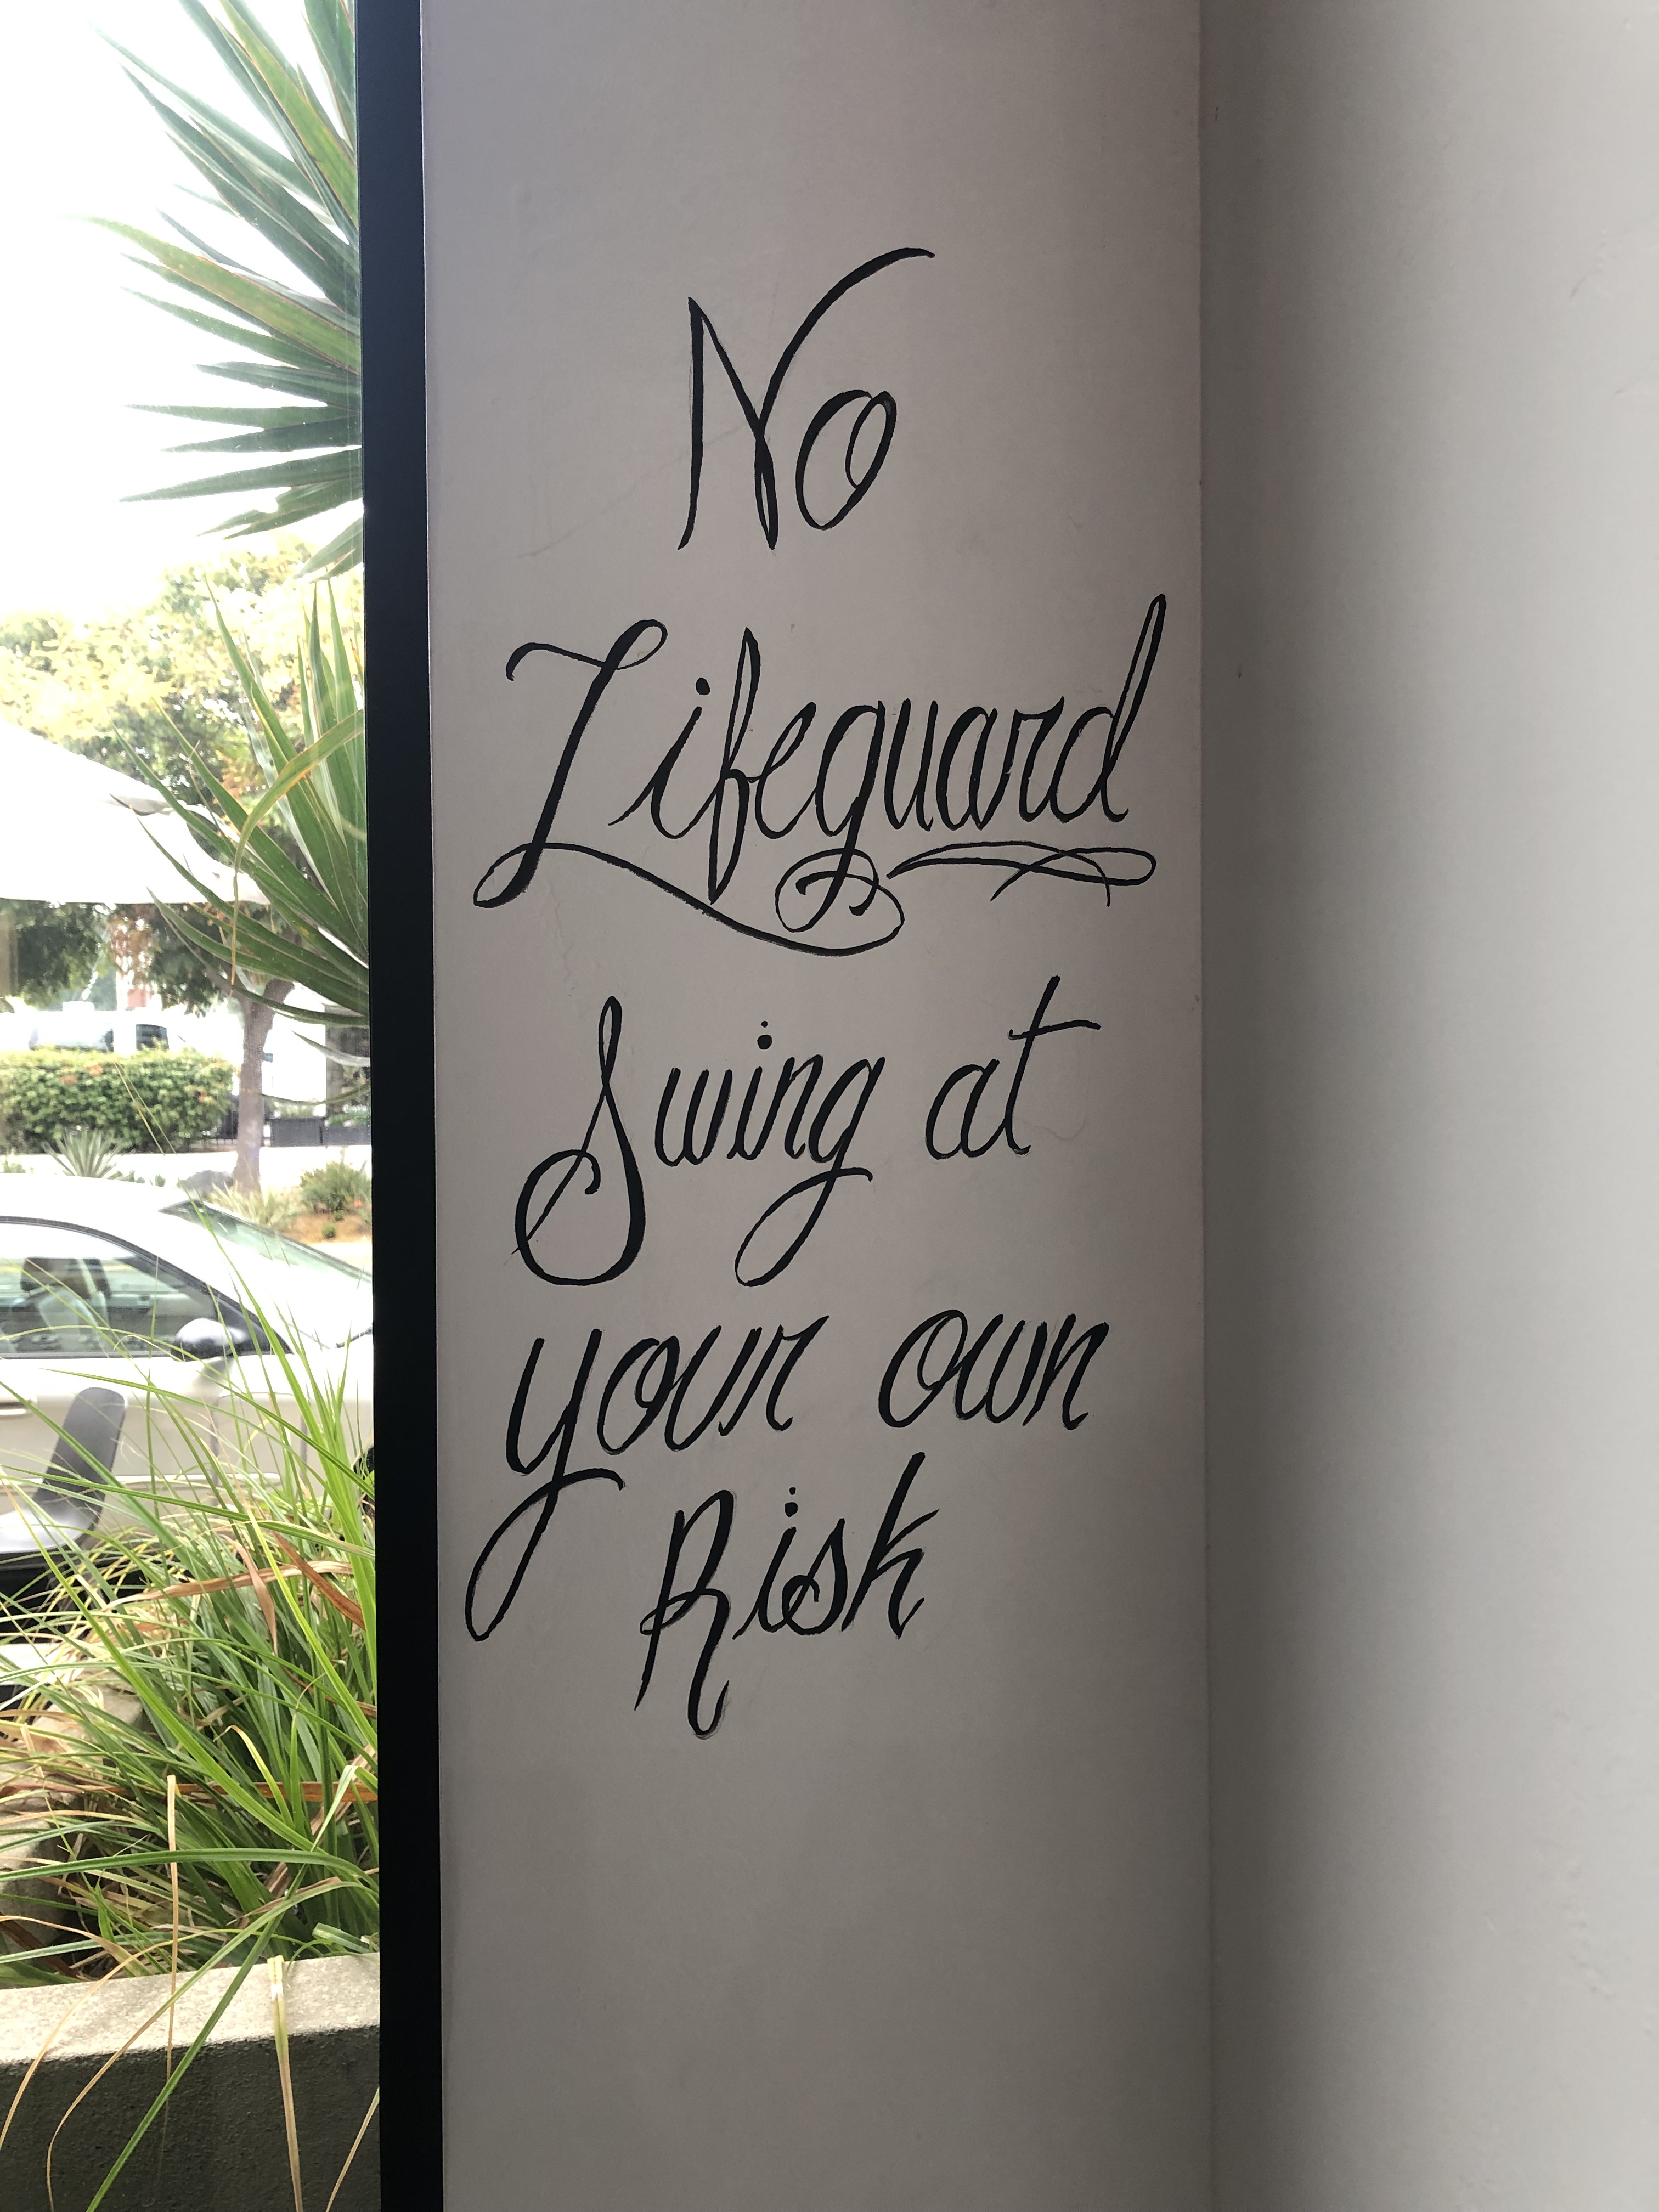 No
Lifeguard
Swing at
your own
Risk